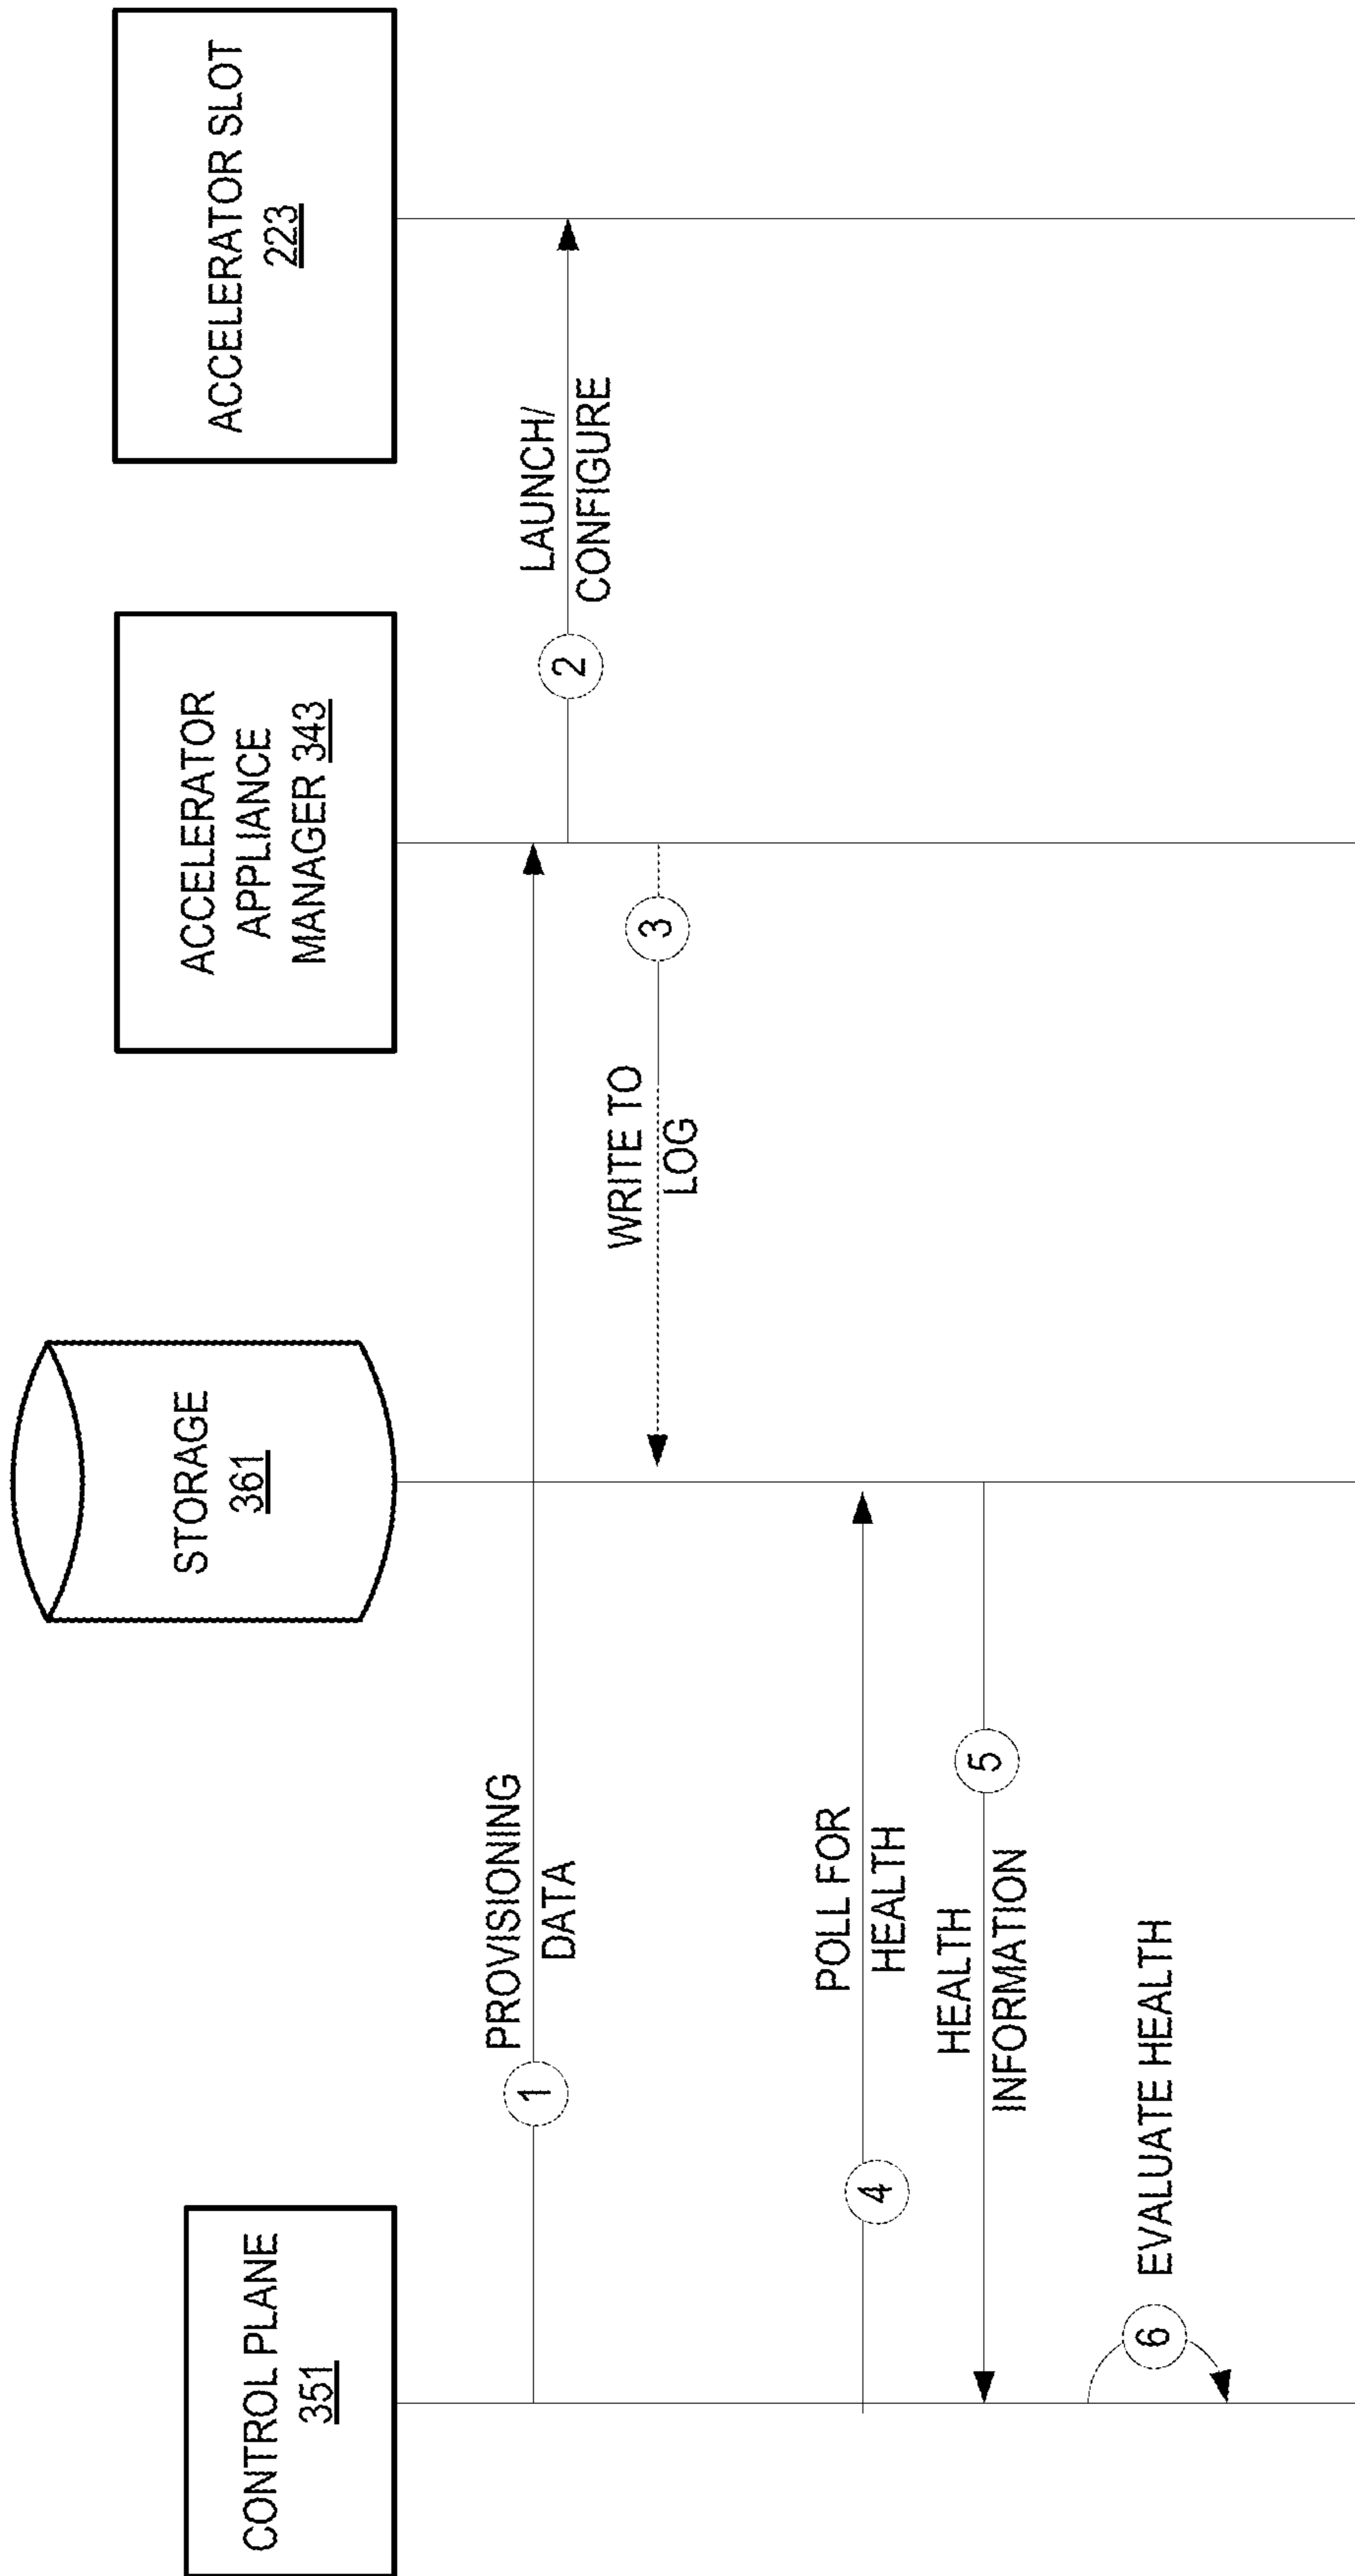 CONTROL PLANE
351
STORAGE
361
ACCELERATOR
APPLIANCE
MANAGER 343
ACCELERATOR SLOT
223
1
PROVISIONING
DATA
2
LAUNCH/
CONFIGURE
3
WRITE TO
LOG
4
POLL FOR
HEALTH
5
HEALTH
INFORMATION
6
EVALUATE HEALTH